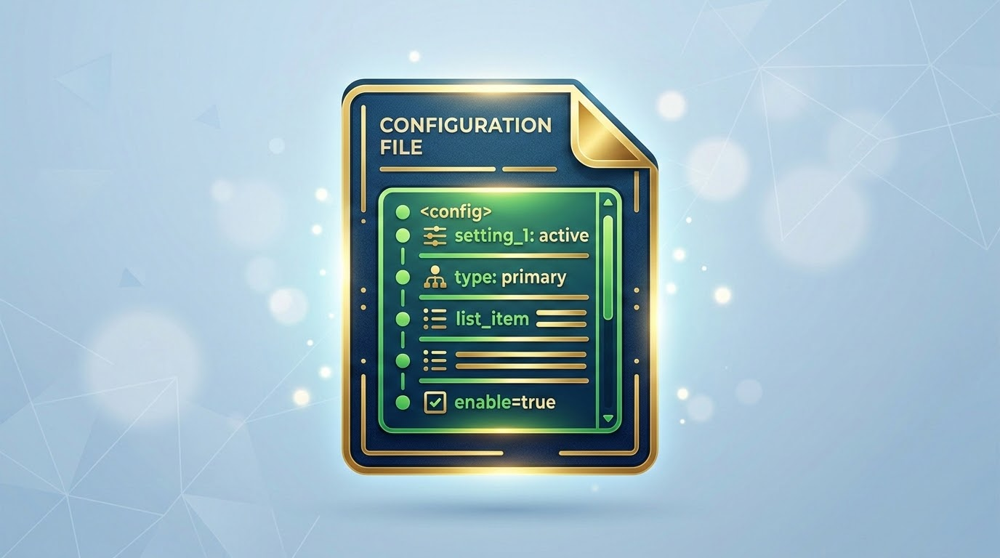 CONFIGURATION
FILE
<config>
setting_1: active
type: primary
list_item
enable=true